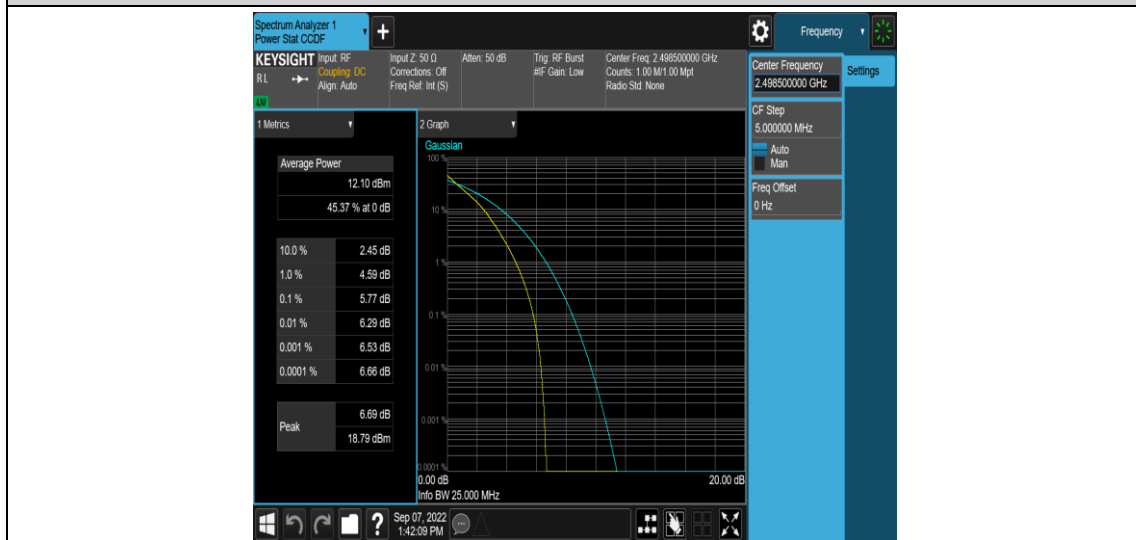 Spectrum Analyzer 1
Power Stat CCDF
+
Frequency
KEYSIGHT
RL
LXI
Input: RF
Coupling: DC
Align: Auto
Input Z: 50 Ω
Corrections: Off
Freq Ref: Int (S)
Atten: 50 dB
Trig: RF Burst
#IF Gain: Low
Center Freq: 2.498500000 GHz
Counts: 1.00 M/1.00 Mpt
Radio Std: None
Center Frequency
2.498500000 GHz
Settings
CF Step
5.000000 MHz
Auto
Man
Freq Offset
0 Hz
1 Metrics
Average Power
12.10 dBm
45.37 % at 0 dB
10.0 % 2.45 dB
1.0 % 4.59 dB
0.1 % 5.77 dB
0.01 % 6.29 dB
0.001 % 6.53 dB
0.0001 % 6.66 dB
Peak
6.69 dB
18.79 dBm
2 Graph
Gaussian
100 %
10 %
1 %
0.1 %
0.01 %
0.001 %
0.0001 %
0.00 dB 20.00 dB
Info BW 25.000 MHz
?
Sep 07, 2022
1:42:09 PM